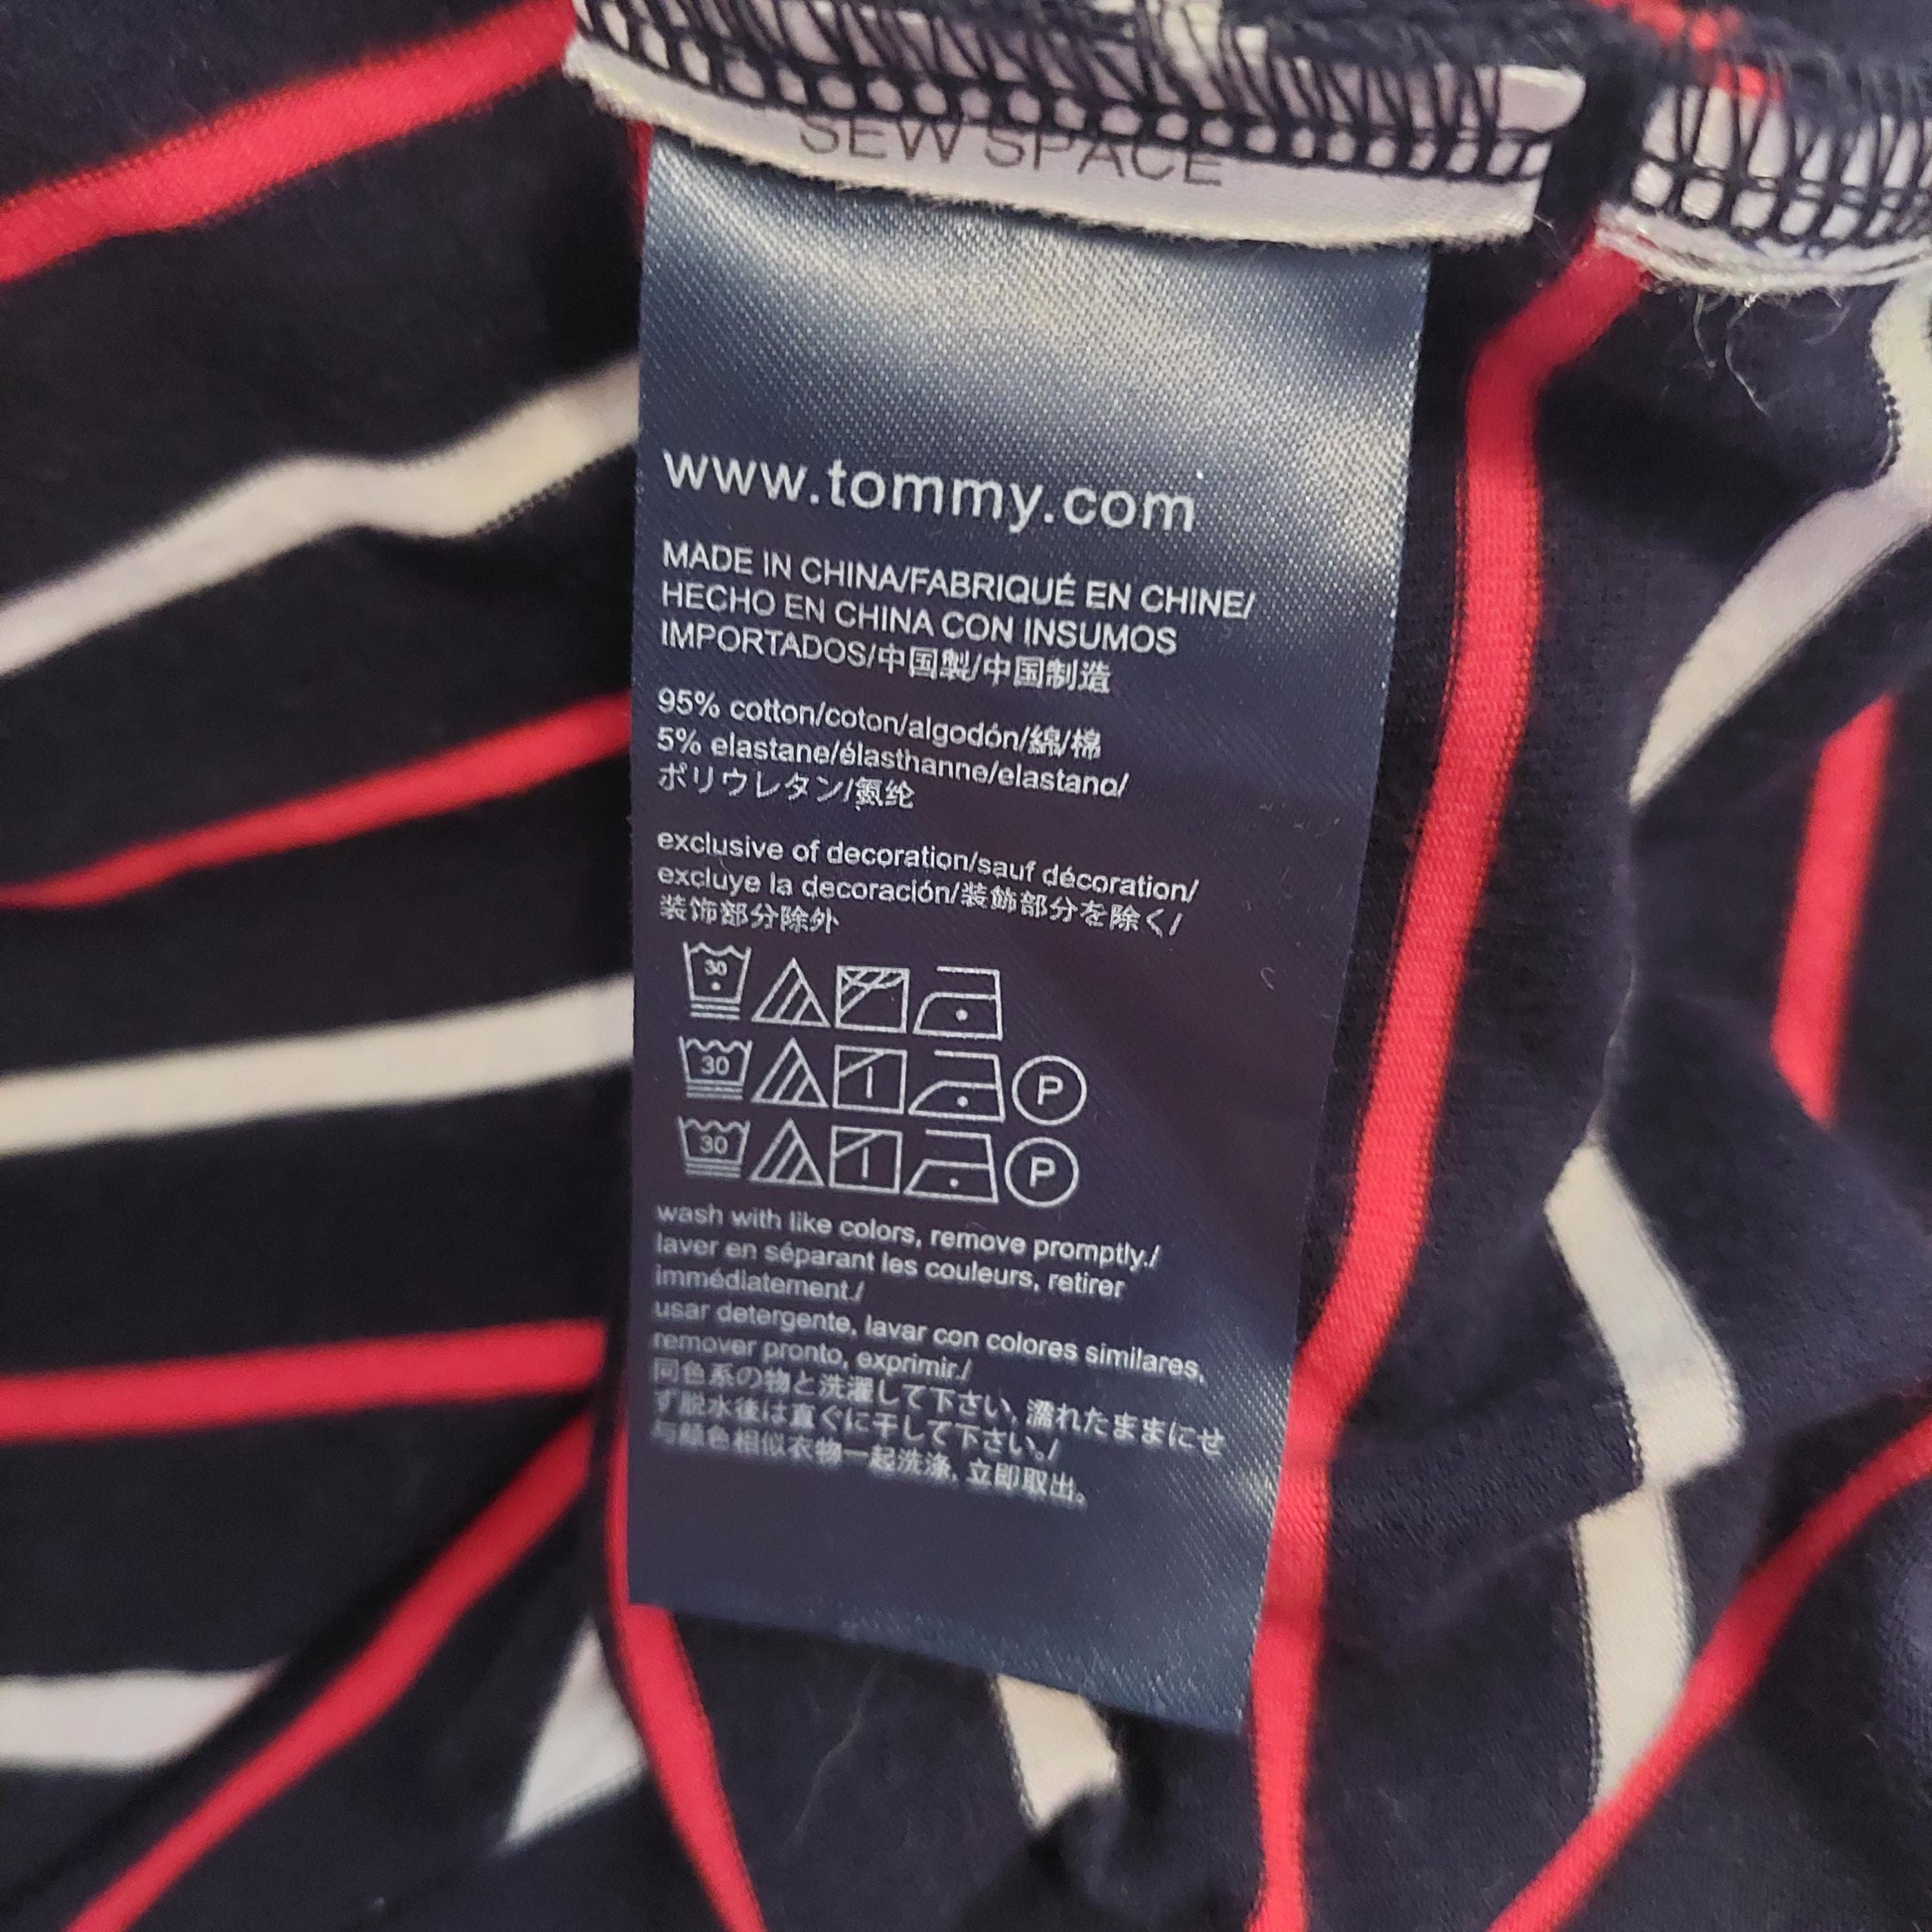 SEW SPACE
www.tommy.com
MADE IN CHINA/FABRIQUÉ EN CHINE/
HECHO EN CHINA CON INSUMOS
IMPORTADOS/中国製/中国制造
95% cotton/coton/algodón/綿/棉
5% elastane/élasthanne/elastano/
ポリウレタン/氨纶
exclusive of decoration/sauf décoration/
excluye la decoración/装飾部分を除く/
装饰部分除外
30
30 P
30 P
wash with like colors, remove promptly./
laver en séparant les couleurs, retirer
immédiatement./
usar detergente, lavar con colores similares,
remover pronto, exprimir./
同色系の物と洗濯して下さい, 濡れたままにせ
ず脱水後は直ぐに干して下さい。/
与颜色相似衣物一起洗涤, 立即取出。